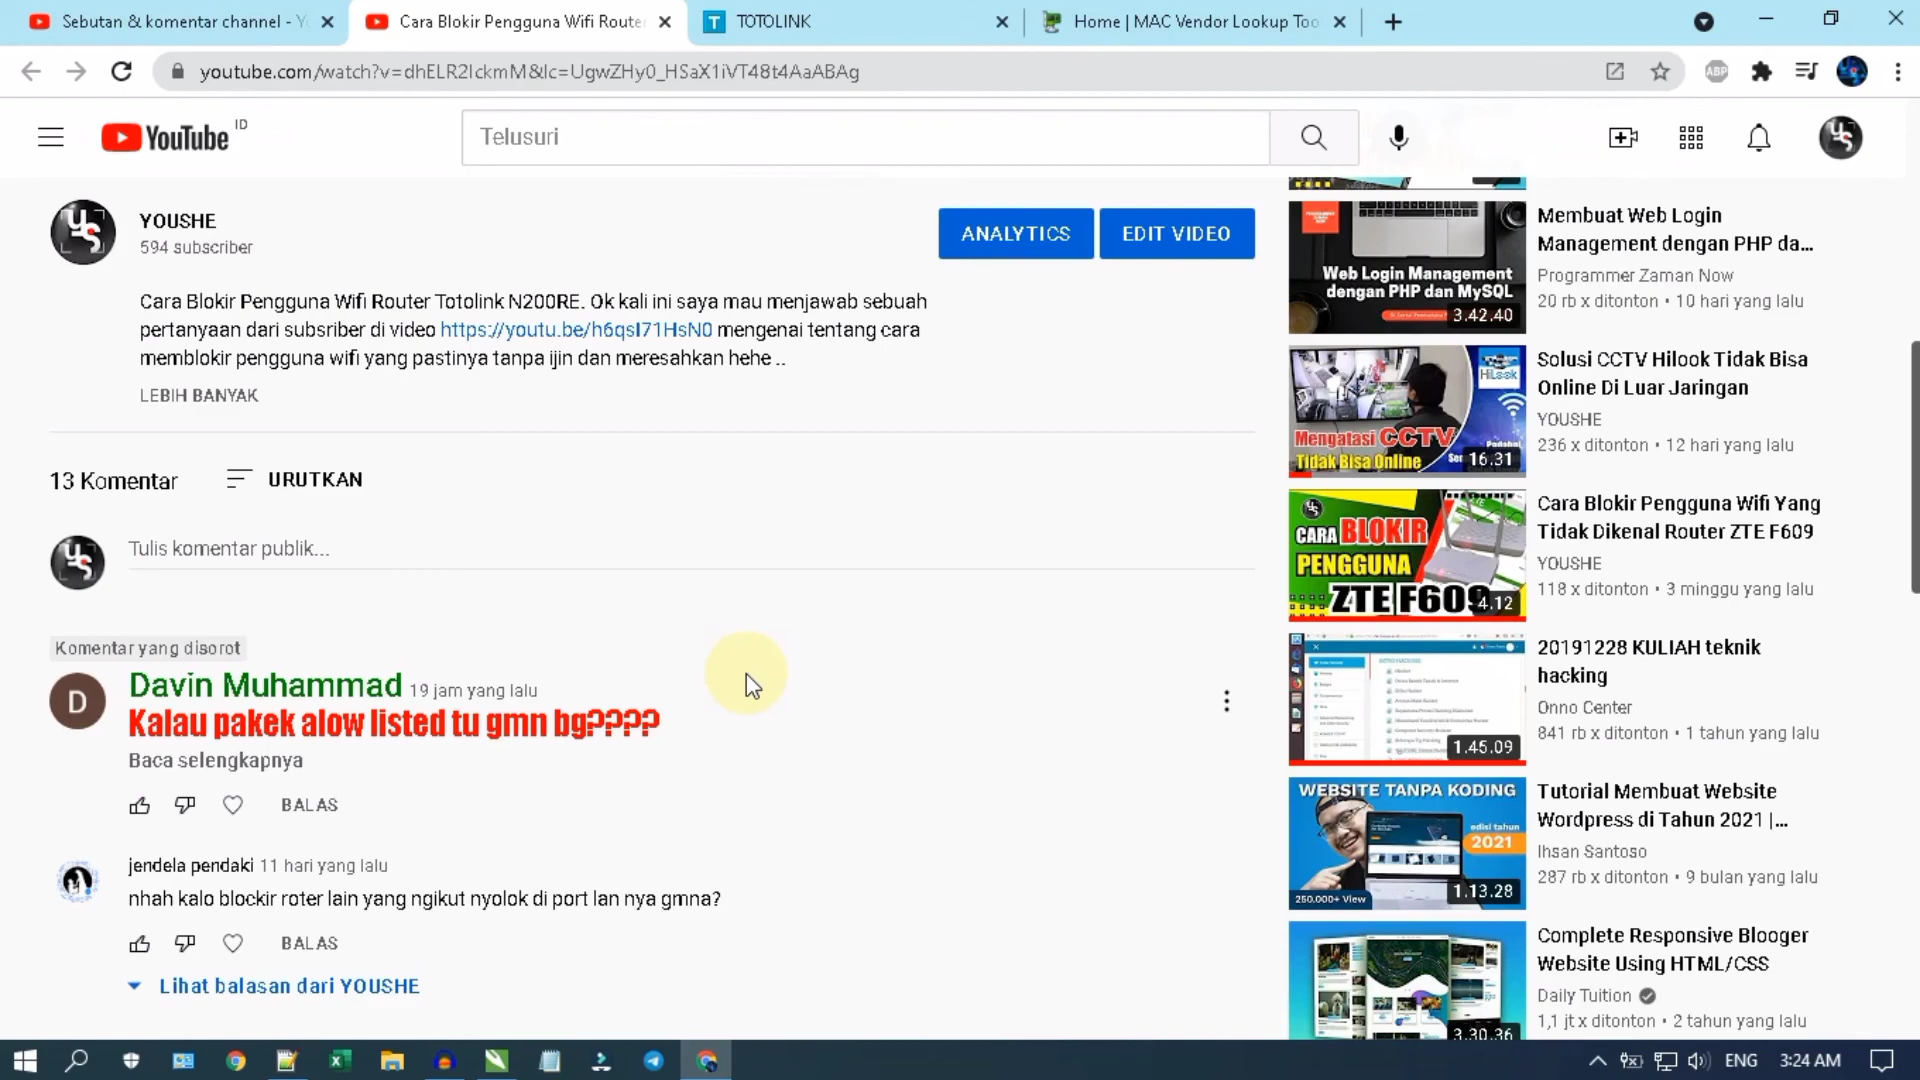 Sebutan & komentar channel - Y
Cara Blokir Pengguna Wifi Route
TOTOLINK
Home | MAC Vendor Lookup Too
youtube.com/watch?v=dhELR2IckmM&lc=UgwZHy0_HSaX1iVT48t4AaABAg
ABP
YouTube ID
Telusuri
YOUSHE
594 subscriber
ANALYTICS
EDIT VIDEO
Cara Blokir Pengguna Wifi Router Totolink N200RE. Ok kali ini saya mau menjawab sebuah
pertanyaan dari subsriber di video https://youtu.be/h6qsI71HsN0 mengenai tentang cara
memblokir pengguna wifi yang pastinya tanpa ijin dan meresahkan hehe ..
LEBIH BANYAK
13 Komentar
URUTKAN
Tulis komentar publik...
Komentar yang disorot
D
Davin Muhammad 19 jam yang lalu
Kalau pakek alow listed tu gmn bg????
Baca selengkapnya
BALAS
jendela pendaki 11 hari yang lalu
nhah kalo blockir roter lain yang ngikut nyolok di port lan nya gmna?
BALAS
Lihat balasan dari YOUSHE
Web Login Management
dengan PHP dan MySQL
3.42.40
Membuat Web Login
Management dengan PHP da...
Programmer Zaman Now
20 rb x ditonton • 10 hari yang lalu
HiLook
Mengatasi CCTV
Tidak Bisa Online
16.31
Solusi CCTV Hilook Tidak Bisa
Online Di Luar Jaringan
YOUSHE
236 x ditonton • 12 hari yang lalu
CARA BLOKIR
PENGGUNA
ZTE F609
4.12
Cara Blokir Pengguna Wifi Yang
Tidak Dikenal Router ZTE F609
YOUSHE
118 x ditonton • 3 minggu yang lalu
1.45.09
20191228 KULIAH teknik
hacking
Onno Center
841 rb x ditonton • 1 tahun yang lalu
WEBSITE TANPA KODING
edisi tahun
2021
250.000+ View
1.13.28
Tutorial Membuat Website
Wordpress di Tahun 2021 |...
Ihsan Santoso
287 rb x ditonton • 9 bulan yang lalu
3.30.36
Complete Responsive Blooger
Website Using HTML/CSS
Daily Tuition
1,1 jt x ditonton • 2 tahun yang lalu
ENG
3:24 AM